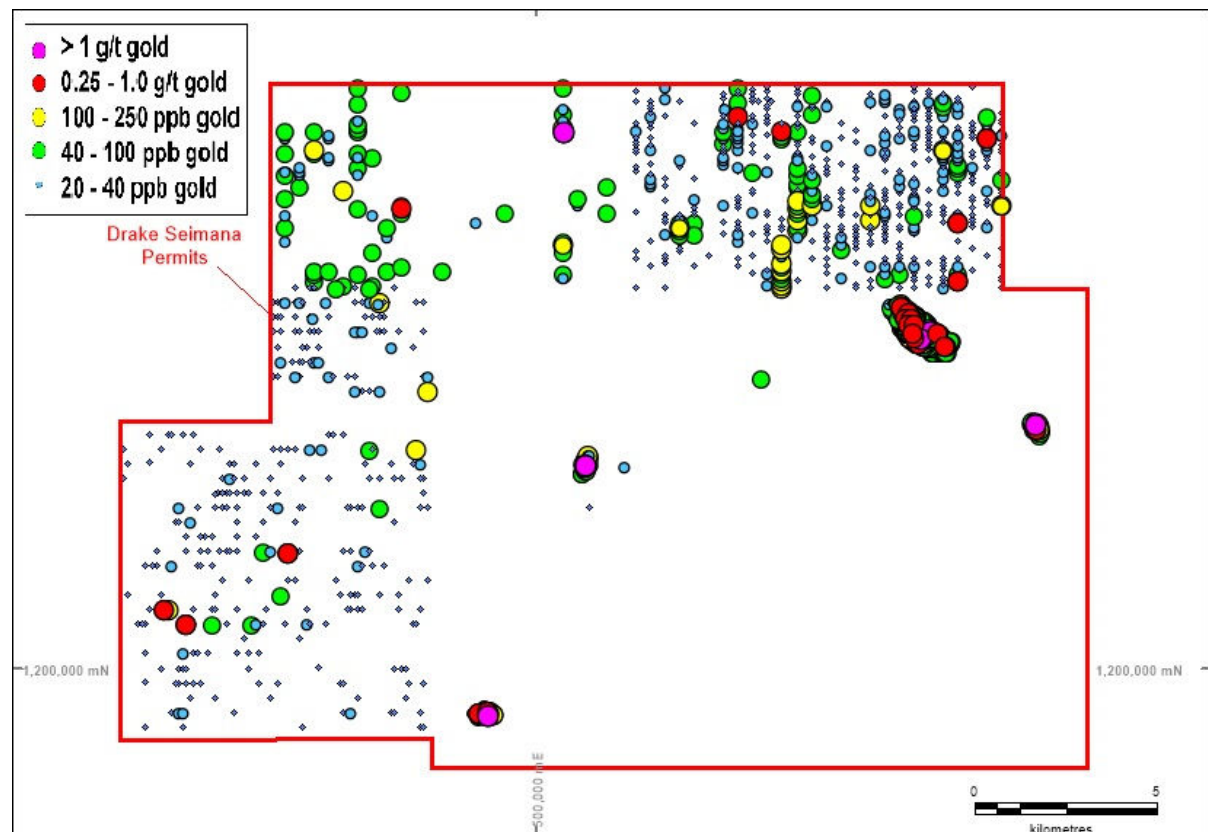 > 1 g/t gold
0.25 - 1.0 g/t gold
100 - 250 ppb gold
40 - 100 ppb gold
20 - 40 ppb gold
Drake Seimana
Permits
1,200,000 mN
1,200,000 mN
500,000 mE
0
5
kilometres